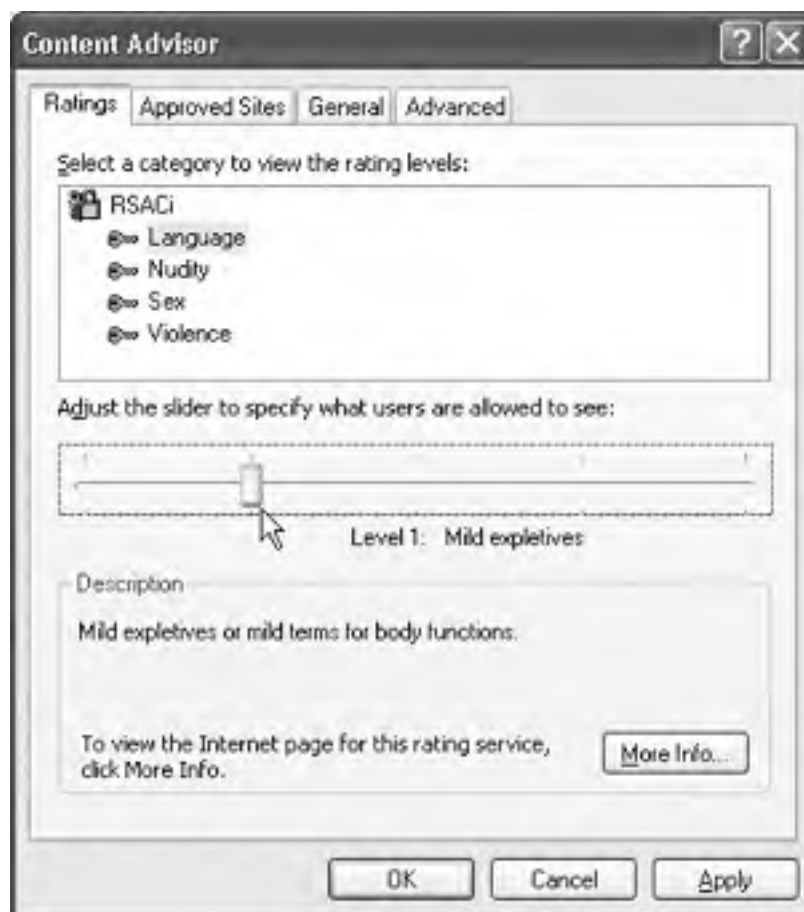 Content Advisor
Ratings Approved Sites General Advanced
Select a category to view the rating levels:
RSACi
Language
Nudity
Sex
Violence
Adjust the slider to specify what users are allowed to see:
Level 1: Mild expletives
Description
Mild expletives or mild terms for body functions.
To view the Internet page for this rating service,
click More Info.
More Info...
OK Cancel Apply